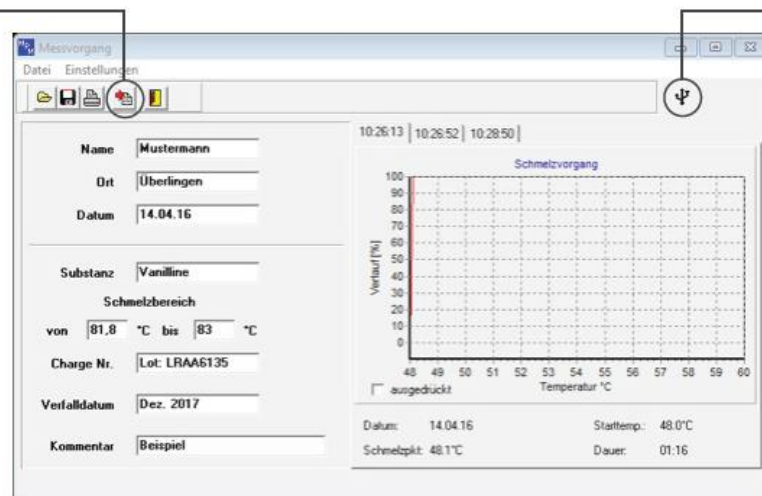 Messvorgang
Datei Einstellungen
Name Mustermann
Ort Überlingen
Datum 14.04.16
Substanz Vanilline
Schmelzbereich
von 81,8 °C bis 83 °C
Charge Nr. Lot: LRAA6135
Verfalldatum Dez. 2017
Kommentar Beispiel
10:26:13 10:26:52 10:28:50
Schmelzvorgang
Verlauf [%]
100
90
80
70
60
50
40
30
20
10
0
48 49 50 51 52 53 54 55 56 57 58 59 60
Temperatur °C
ausgedrückt
Datum: 14.04.16 Starttemp.: 48.0°C
Schmelzpkt: 48.1°C Dauer: 01:16